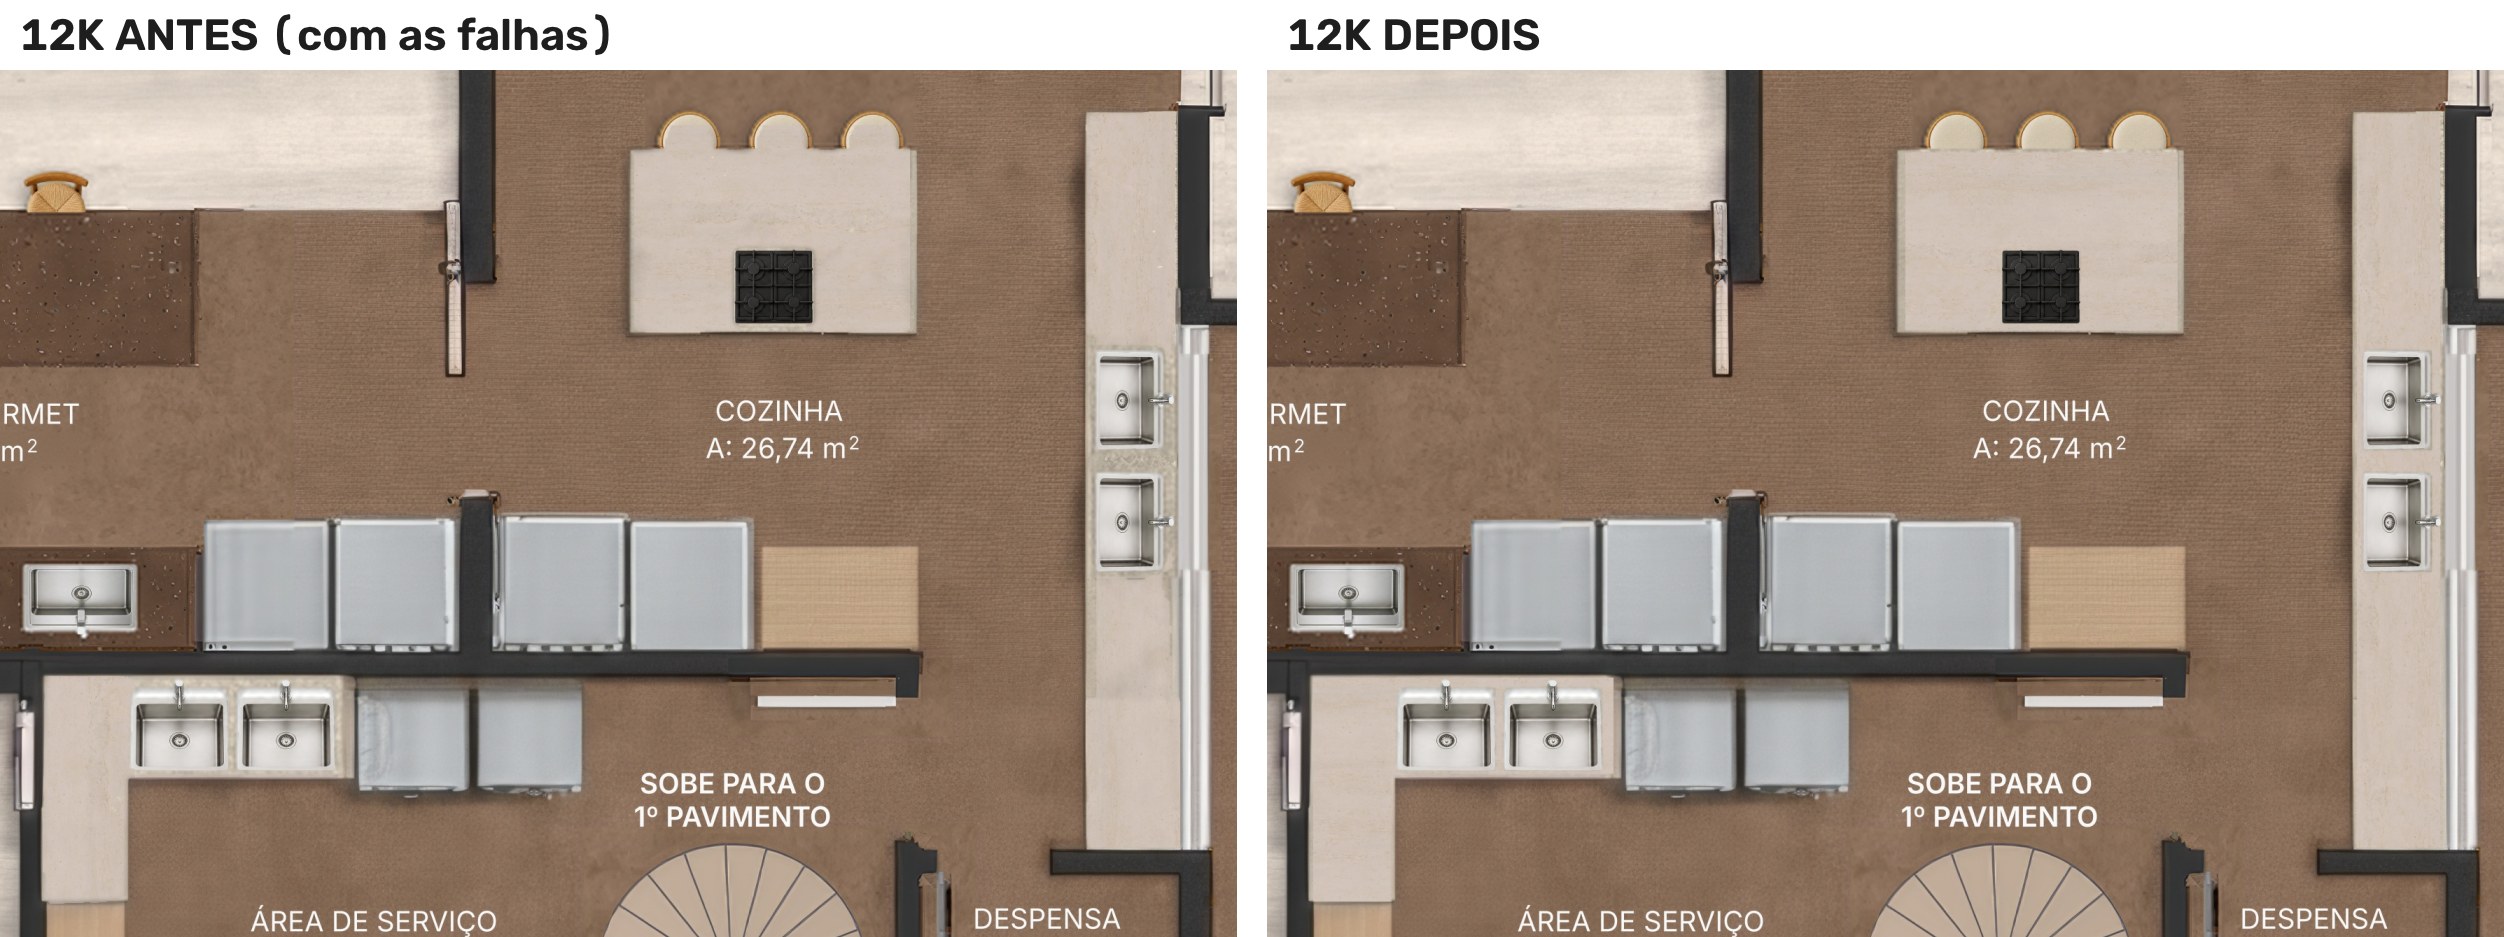 12K ANTES (com as falhas)
RMET
m²
COZINHA
A: 26,74 m²
SOBE PARA O
1º PAVIMENTO
ÁREA DE SERVIÇO
DESPENSA
12K DEPOIS
RMET
m²
COZINHA
A: 26,74 m²
SOBE PARA O
1º PAVIMENTO
ÁREA DE SERVIÇO
DESPENSA